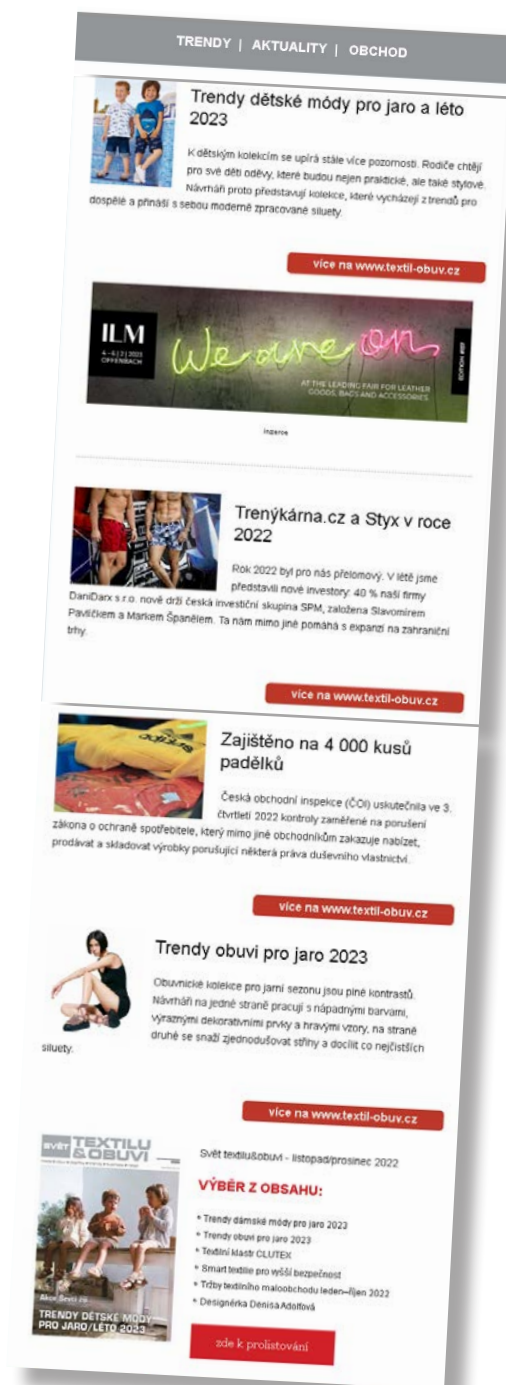 TRENDY | AKTUALITY | OBCHOD
Trendy dětské módy pro jaro a léto
2023
K dětským kolekcím se upírá stále více pozornosti. Rodiče chtějí
pro své děti oděvy, které budou nejen praktické, ale také stylové.
Návrháři proto představují kolekce, které vycházejí z trendů pro
dospělé a přináší s sebou moderně zpracované siluety.
více na www.textil-obuv.cz
ILM
4 – 6 | 2 | 2023
OFFENBACH
We are on
EDITION #157
AT THE LEADING FAIR FOR LEATHER
GOODS, BAGS AND ACCESSORIES.
inzerce
Trenýkárna.cz a Styx v roce
2022
Rok 2022 byl pro nás přelomový. V létě jsme
představili nové investory: 40 % naší firmy
DaniDarx s.r.o. nově drží česká investiční skupina SPM, založena Slavomírem
Pavlíčkem a Markem Španělem. Ta nám mimo jiné pomáhá s expanzí na zahraniční
trhy.
více na www.textil-obuv.cz
adidas
Zajištěno na 4 000 kusů
padělků
Česká obchodní inspekce (ČOI) uskutečnila ve 3.
čtvrtletí 2022 kontroly zaměřené na porušení
zákona o ochraně spotřebitele, který mimo jiné obchodníkům zakazuje nabízet,
prodávat a skladovat výrobky porušující některá práva duševního vlastnictví.
více na www.textil-obuv.cz
Trendy obuvi pro jaro 2023
Obuvnické kolekce pro jarní sezonu jsou plné kontrastů.
Návrháři na jedné straně pracují s nápadnými barvami,
výraznými dekorativními prvky a hravými vzory, na straně
druhé se snaží zjednodušovat střihy a docílit co nejčistších
siluety.
více na www.textil-obuv.cz
SVĚT TEXTILU
& OBUVI
TRENDY DĚTSKÉ MÓDY
PRO JARO/LÉTO 2023
Svět textilu&obuvi - listopad/prosinec 2022
VÝBĚR Z OBSAHU:
* Trendy dámské módy pro jaro 2023
* Trendy obuvi pro jaro 2023
* Textilní klastr CLUTEX
* Smart textilie pro vyšší bezpečnost
* Tržby textilního maloobchodu leden–říjen 2022
* Designérka Denisa Adolfová
zde k prolistování